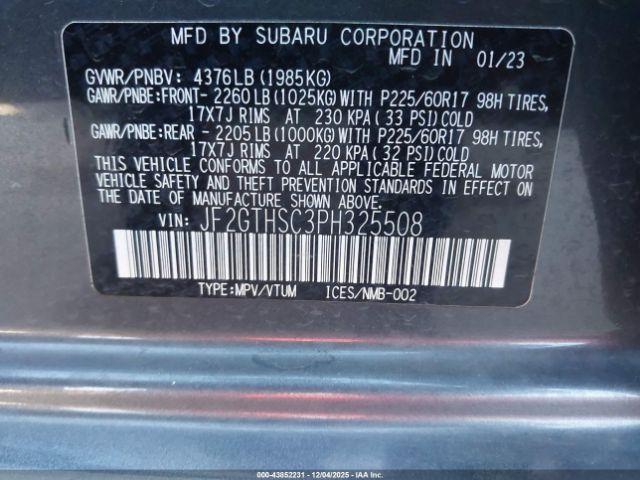 MFD BY SUBARU CORPORATION
MFD IN 01/23
GVWR/PNBV: 4376LB(1985KG)
GAWR/PNBE:FRONT- 2260LB(1025KG)WITH P225/60R17 98H TIRES,
17X7J RIMS AT 230 KPA( 33 PSI)COLD
GAWR/PNBE:REAR - 2205LB(1000KG)WITH P225/60R17 98H TIRES,
17X7J RIMS AT 220 KPA( 32 PSI)COLD
THIS VEHICLE CONFORMS TO ALL APPLICABLE FEDERAL MOTOR
VEHICLE SAFETY AND THEFT PREVENTION STANDARDS IN EFFECT ON
THE DATE OF MANUFACTURE SHOWN ABOVE.
VIN: JF2GTHSC3PH325508
TYPE:MPV/VTUM ICES/NMB-002
000-43852231 - 12/04/2025 - IAAI.COM